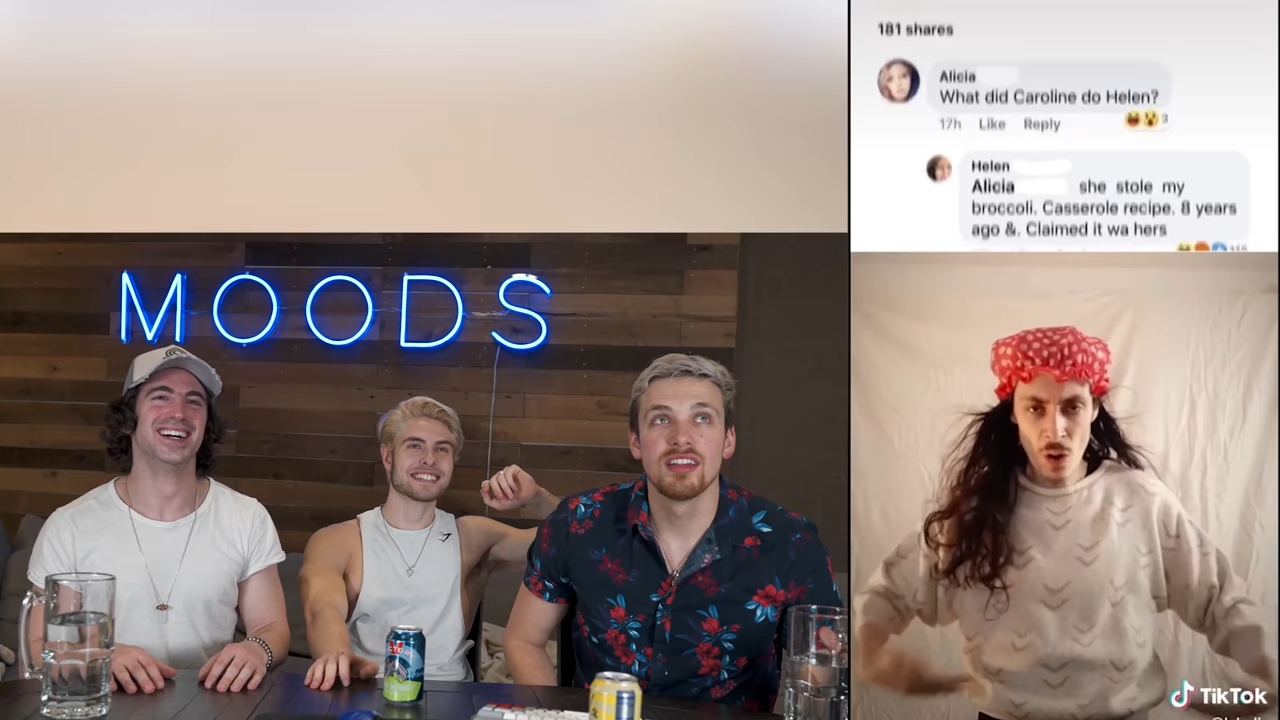 MOODS
181 shares
Alicia
What did Caroline do Helen?
17h Like Reply
3
Helen
Alicia she stole my
broccoli. Casserole recipe. 8 years
ago &. Claimed it wa hers
TikTok